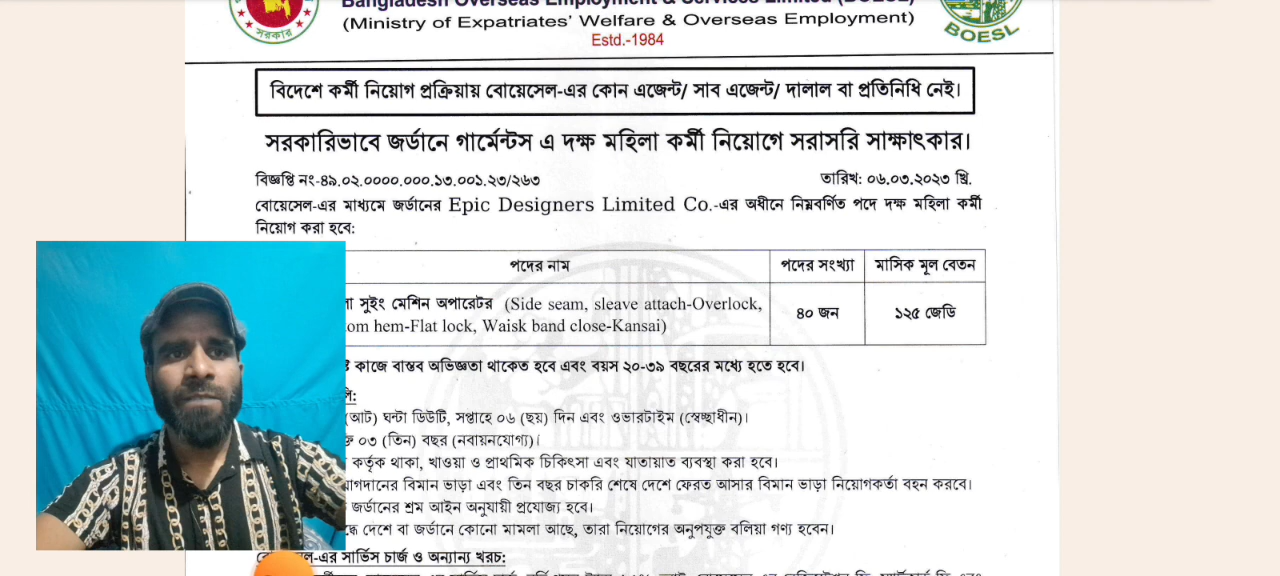 Bangladesh Overseas Employment & Services Limited (BOESL)
(Ministry of Expatriates' Welfare & Overseas Employment)
Estd.-1984
সরকার
BOESL
বিদেশে কর্মী নিয়োগ প্রক্রিয়ায় বোয়েসেল-এর কোন এজেন্ট/ সাব এজেন্ট/ দালাল বা প্রতিনিধি নেই।
সরকারিভাবে জর্ডানে গার্মেন্টস এ দক্ষ মহিলা কর্মী নিয়োগে সরাসরি সাক্ষাৎকার।
বিজ্ঞপ্তি নং-৪৯.০২.০০০০.০০০.১৩.০০১.২৩/২৬৩ তারিখ: ০৬.০৩.২০২৩ খ্রি.
বোয়েসেল-এর মাধ্যমে জর্ডানের Epic Designers Limited Co.-এর অধীনে নিম্নবর্ণিত পদে দক্ষ মহিলা কর্মী
নিয়োগ করা হবে:
পদের নাম পদের সংখ্যা মাসিক মূল বেতন
সুইং মেশিন অপারেটর (Side seam, sleave attach-Overlock,
hem-Flat lock, Waisk band close-Kansai)
৪০ জন ১২৫ জেডি
কাজে বাস্তব অভিজ্ঞতা থাকেত হবে এবং বয়স ২০-৩৯ বছরের মধ্যে হতে হবে।
(আট) ঘন্টা ডিউটি, সপ্তাহে ০৬ (ছয়) দিন এবং ওভারটাইম (স্বেচ্ছাধীন)।
০৩ (তিন) বছর (নবায়নযোগ্য)।
কর্তৃক থাকা, খাওয়া ও প্রাথমিক চিকিৎসা এবং যাতায়াত ব্যবস্থা করা হবে।
বিমান ভাড়া এবং তিন বছর চাকরি শেষে দেশে ফেরত আসার বিমান ভাড়া নিয়োগকর্তা বহন করবে।
জর্ডানের শ্রম আইন অনুযায়ী প্রযোজ্য হবে।
দেশে বা জর্ডানে কোনো মামলা আছে, তারা নিয়োগের অনুপযুক্ত বলিয়া গণ্য হবেন।
সার্ভিস চার্জ ও অন্যান্য খরচ: